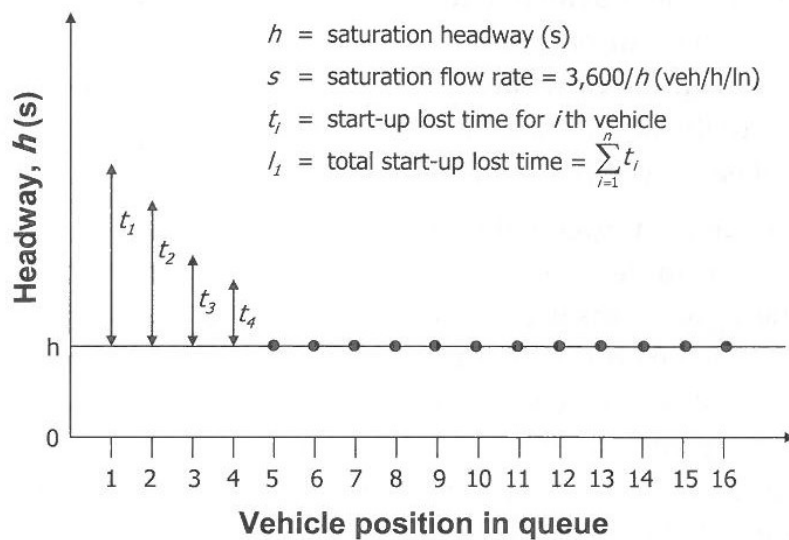 h = saturation headway (s)
s = saturation flow rate = 3,600/h (veh/h/ln)
tᵢ = start-up lost time for i th vehicle
l₁ = total start-up lost time = ∑ⁿᵢ₌₁ tᵢ
Headway, h (s)
t₁
t₂
t₃
t₄
h
0
1 2 3 4 5 6 7 8 9 10 11 12 13 14 15 16
Vehicle position in queue